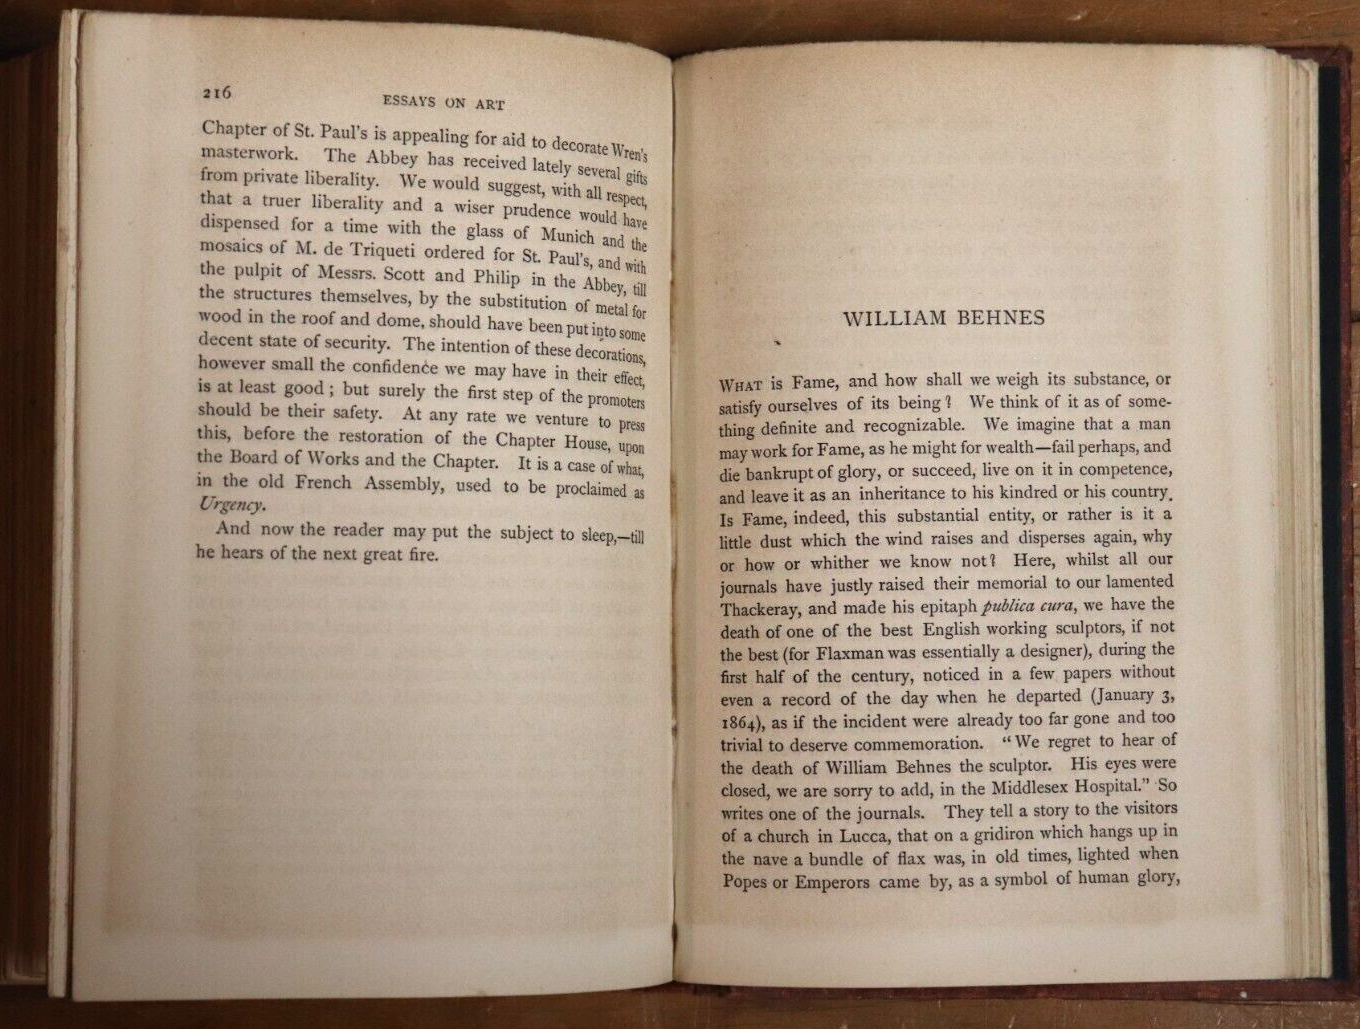 216
ESSAYS ON ART
Chapter of St. Paul's is appealing for aid to decorate Wren's
masterwork. The Abbey has received lately several gifts
from private liberality. We would suggest, with all respect,
that a truer liberality and a wiser prudence would have
dispensed for a time with the glass of Munich and the
mosaics of M. de Triqueti ordered for St. Paul's, and with
the pulpit of Messrs. Scott and Philip in the Abbey, till
the structures themselves, by the substitution of metal for
wood in the roof and dome, should have been put into some
decent state of security. The intention of these decorations,
however small the confidence we may have in their effect,
is at least good; but surely the first step of the promoters
should be their safety. At any rate we venture to press
this, before the restoration of the Chapter House, upon
the Board of Works and the Chapter. It is a case of what,
in the old French Assembly, used to be proclaimed as
Urgency.
And now the reader may put the subject to sleep,—till
he hears of the next great fire.
WILLIAM BEHNES
WHAT is Fame, and how shall we weigh its substance, or
satisfy ourselves of its being? We think of it as of some-
thing definite and recognizable. We imagine that a man
may work for Fame, as he might for wealth—fail perhaps, and
die bankrupt of glory, or succeed, live on it in competence,
and leave it as an inheritance to his kindred or his country.
Is Fame, indeed, this substantial entity, or rather is it a
little dust which the wind raises and disperses again, why
or how or whither we know not? Here, whilst all our
journals have justly raised their memorial to our lamented
Thackeray, and made his epitaph publica cura, we have the
death of one of the best English working sculptors, if not
the best (for Flaxman was essentially a designer), during the
first half of the century, noticed in a few papers without
even a record of the day when he departed (January 3,
1864), as if the incident were already too far gone and too
trivial to deserve commemoration. "We regret to hear of
the death of William Behnes the sculptor. His eyes were
closed, we are sorry to add, in the Middlesex Hospital." So
writes one of the journals. They tell a story to the visitors
of a church in Lucca, that on a gridiron which hangs up in
the nave a bundle of flax was, in old times, lighted when
Popes or Emperors came by, as a symbol of human glory,